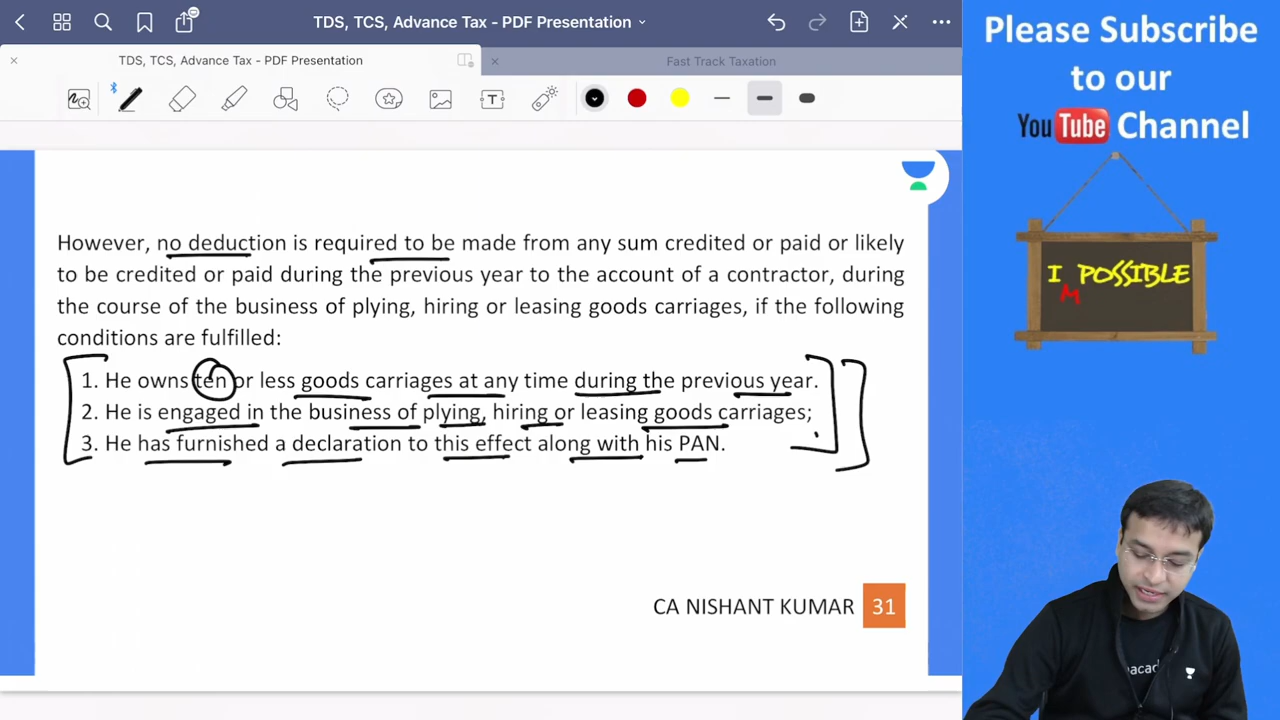 TDS, TCS, Advance Tax - PDF Presentation
TDS, TCS, Advance Tax - PDF Presentation
Fast Track Taxation
However, no deduction is required to be made from any sum credited or paid or likely
to be credited or paid during the previous year to the account of a contractor, during
the course of the business of plying, hiring or leasing goods carriages, if the following
conditions are fulfilled:
1. He owns ten or less goods carriages at any time during the previous year.
2. He is engaged in the business of plying, hiring or leasing goods carriages;
3. He has furnished a declaration to this effect along with his PAN.
CA NISHANT KUMAR 31
Please Subscribe
to our
YouTube Channel
I POSSIBLE
M
acad